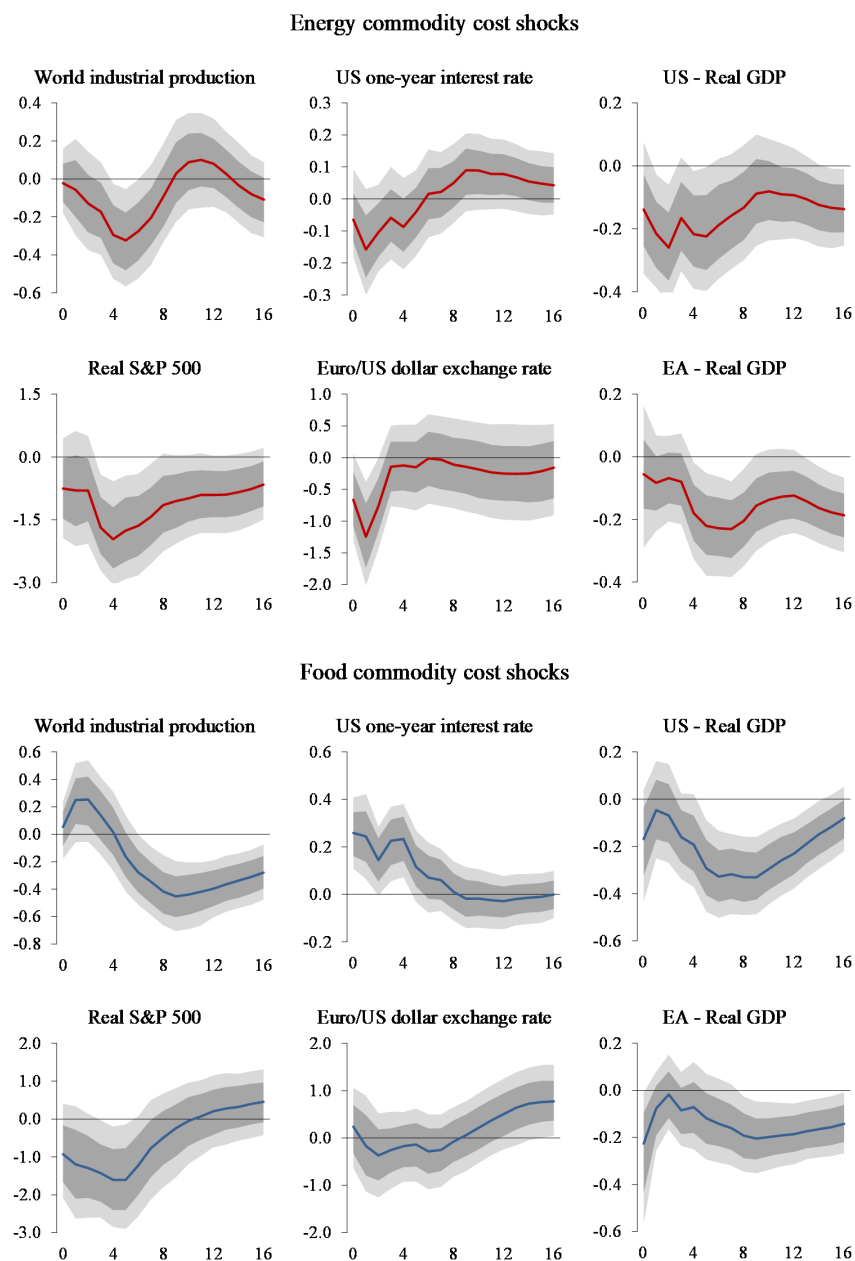 Energy commodity cost shocks
World industrial production US one-year interest rate US - Real GDP
0.4 0.3 0.2
0.2 0.2
0.1 0.0
0.0
0.0
-0.2 -0.1 -0.2
-0.4
-0.2
-0.6 -0.3 -0.4
0 4 8 12 16 0 4 8 12 16 0 4 8 12 16
Real S&P 500 Euro/US dollar exchange rate EA - Real GDP
1.5 1.0 0.2
0.5
0.0 0.0 0.0
-0.5
-1.5 -1.0 -0.2
-1.5
-3.0 -2.0 -0.4
0 4 8 12 16 0 4 8 12 16 0 4 8 12 16
Food commodity cost shocks
World industrial production US one-year interest rate US - Real GDP
0.6 0.6 0.2
0.4
0.4 0.0
0.2
0.0 0.2 -0.2
-0.2
-0.4 0.0 -0.4
-0.6
-0.8 -0.2 -0.6
0 4 8 12 16 0 4 8 12 16 0 4 8 12 16
Real S&P 500 Euro/US dollar exchange rate EA - Real GDP
2.0 2.0 0.2
1.0 1.0 0.0
0.0
0.0 -0.2
-1.0
-1.0 -0.4
-2.0
-3.0 -2.0 -0.6
0 4 8 12 16 0 4 8 12 16 0 4 8 12 16